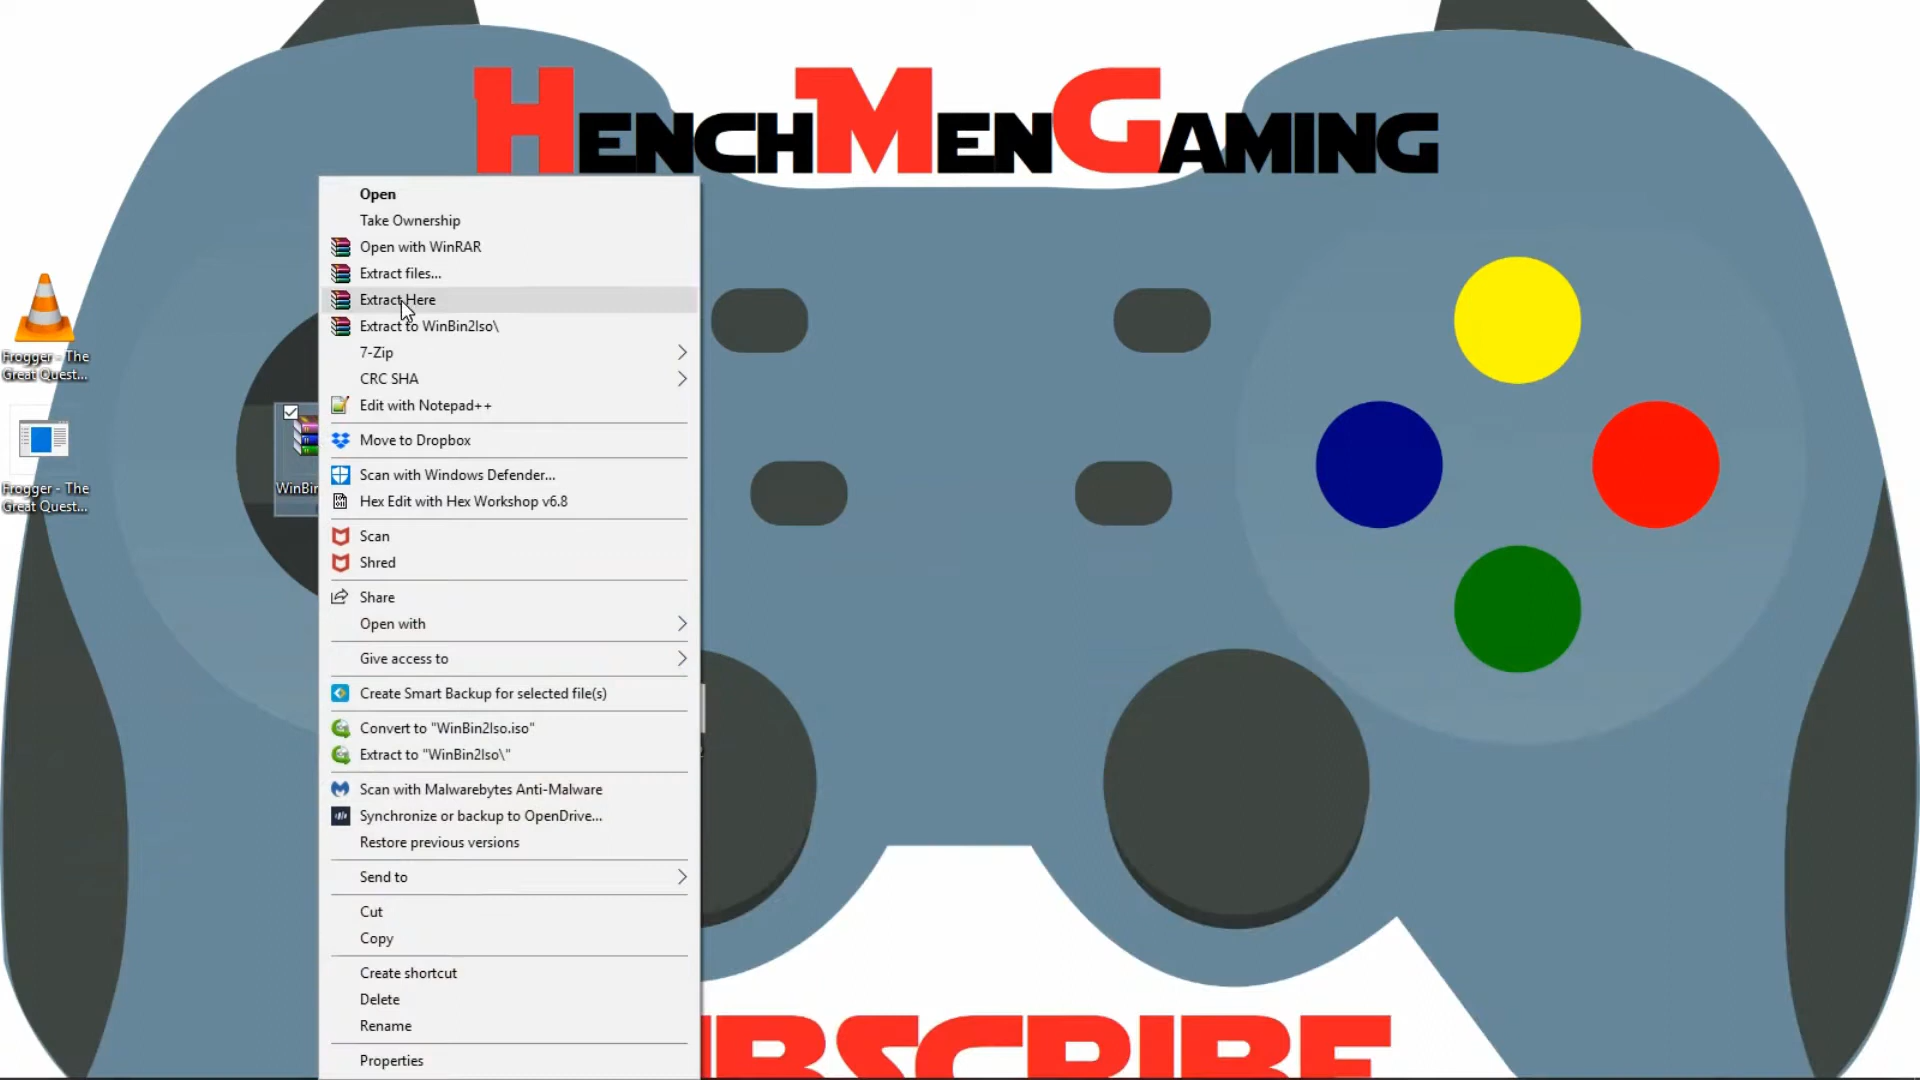 HenchMenGaming
Open
Take Ownership
Open with WinRAR
Extract files...
Extract Here
Extract to WinBin2Iso\
7-Zip
CRC SHA
Edit with Notepad++
Move to Dropbox
Scan with Windows Defender...
Hex Edit with Hex Workshop v6.8
Scan
Shred
Share
Open with
Give access to
Create Smart Backup for selected file(s)
Convert to "WinBin2Iso.iso"
Extract to "WinBin2Iso\"
Scan with Malwarebytes Anti-Malware
Synchronize or backup to OpenDrive...
Restore previous versions
Send to
Cut
Copy
Create shortcut
Delete
Rename
Properties
Frogger - The
Great Quest...
Frogger - The
Great Quest...
WinBin
BSCRIBE